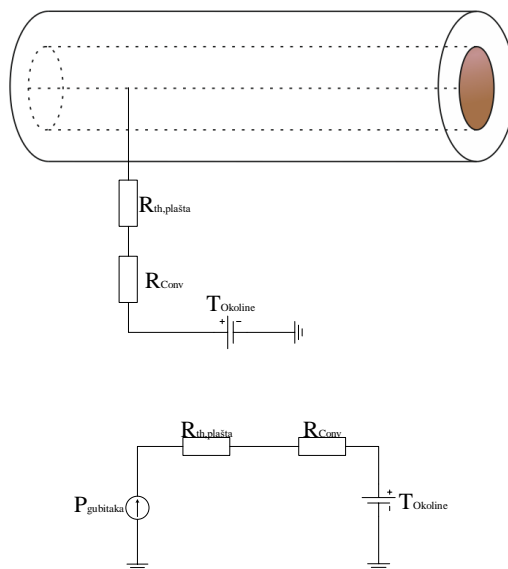 Rth,plašta
RConv
TOkoline
+ −
Rth,plašta
RConv
Pgubitaka
+
TOkoline
−